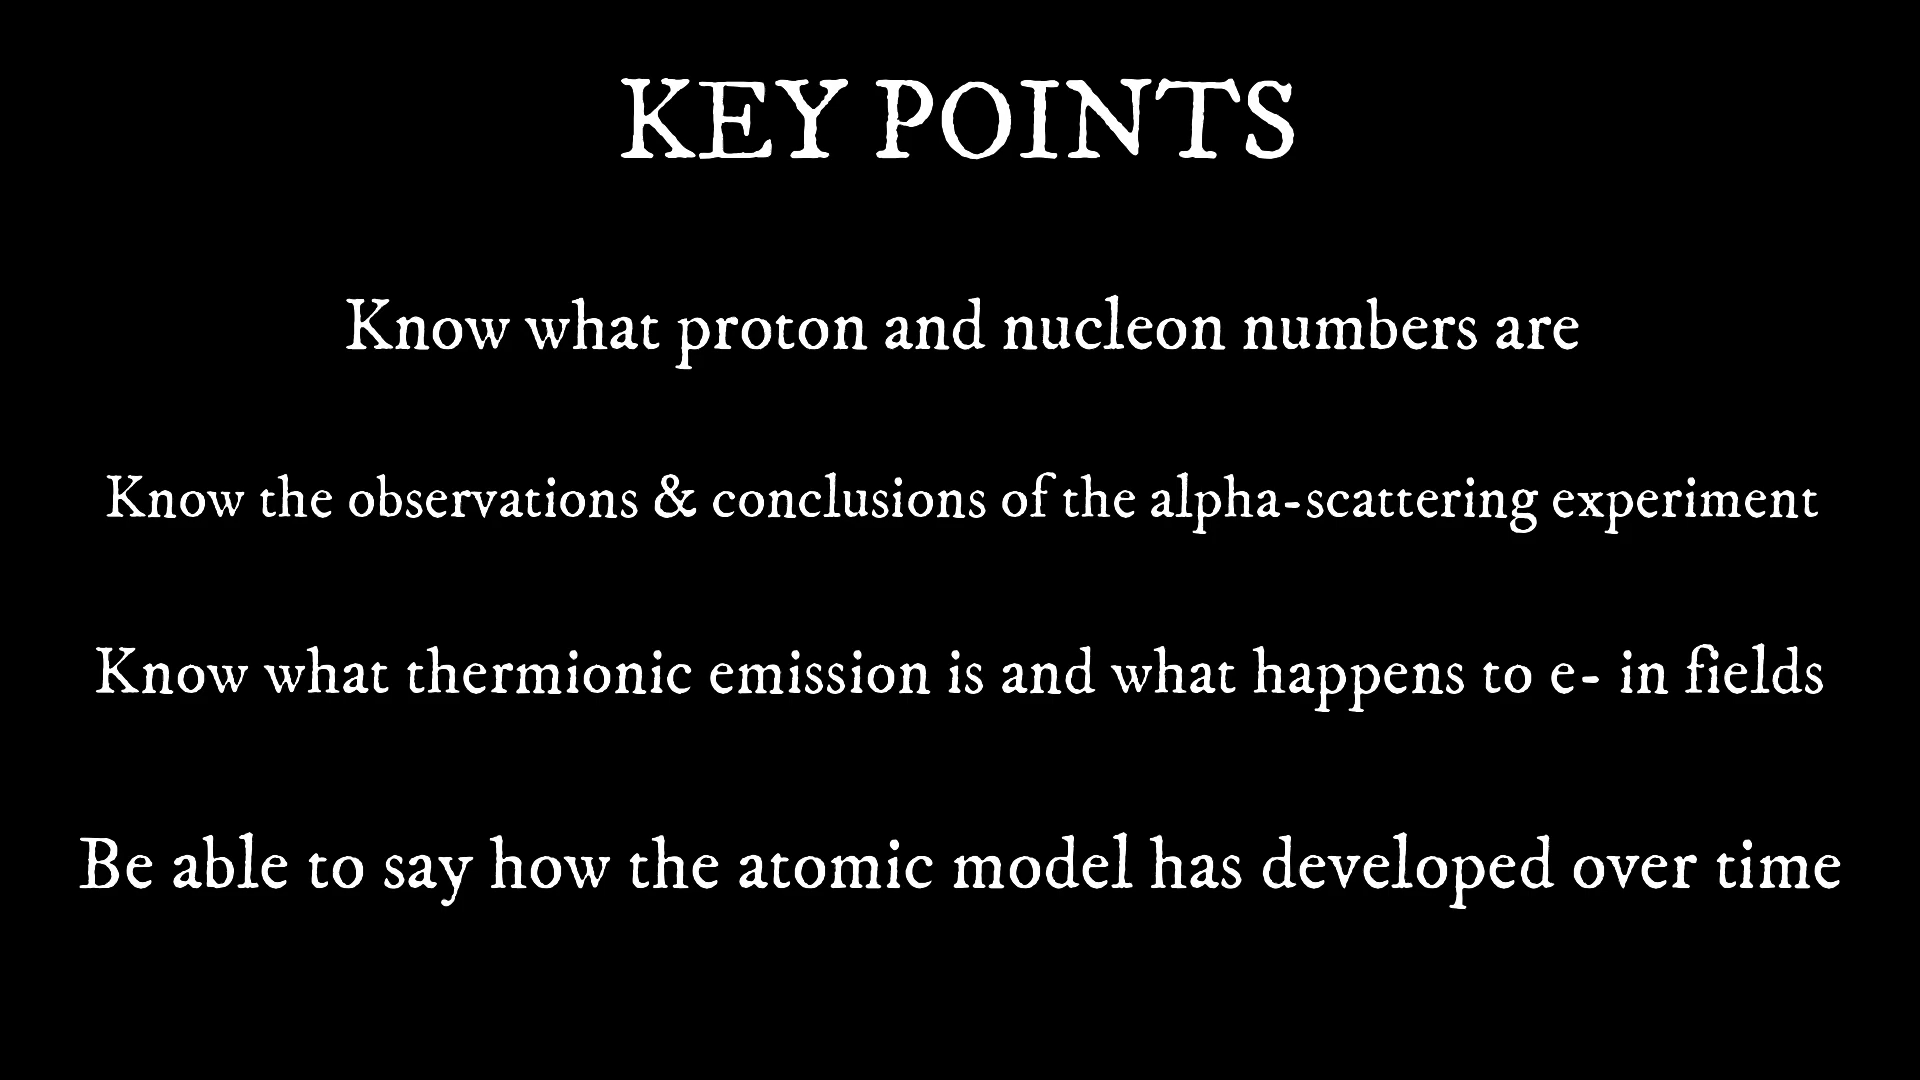 KEY POINTS
Know what proton and nucleon numbers are
Know the observations & conclusions of the alpha-scattering experiment
Know what thermionic emission is and what happens to e- in fields
Be able to say how the atomic model has developed over time